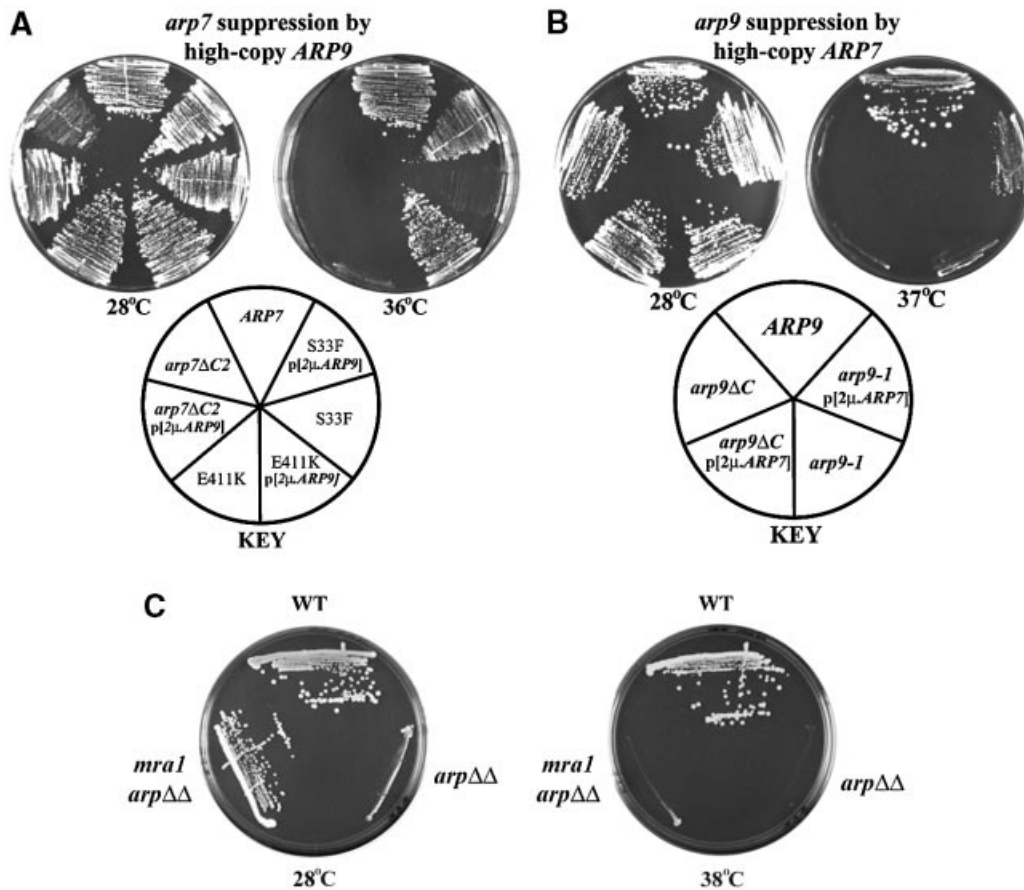 A
arp7 suppression by
high-copy ARP9
28°C
36°C
ARP7
S33F
p[2µ.ARP9]
S33F
E411K
p[2µ.ARP9]
E411K
arp7ΔC2
p[2µ.ARP9]
arp7ΔC2
KEY
B
arp9 suppression by
high-copy ARP7
28°C
37°C
ARP9
arp9-1
p[2µ.ARP7]
arp9-1
arp9ΔC
p[2µ.ARP7]
arp9ΔC
KEY
C
WT
mra1
arpΔΔ
arpΔΔ
28°C
WT
mra1
arpΔΔ
arpΔΔ
38°C